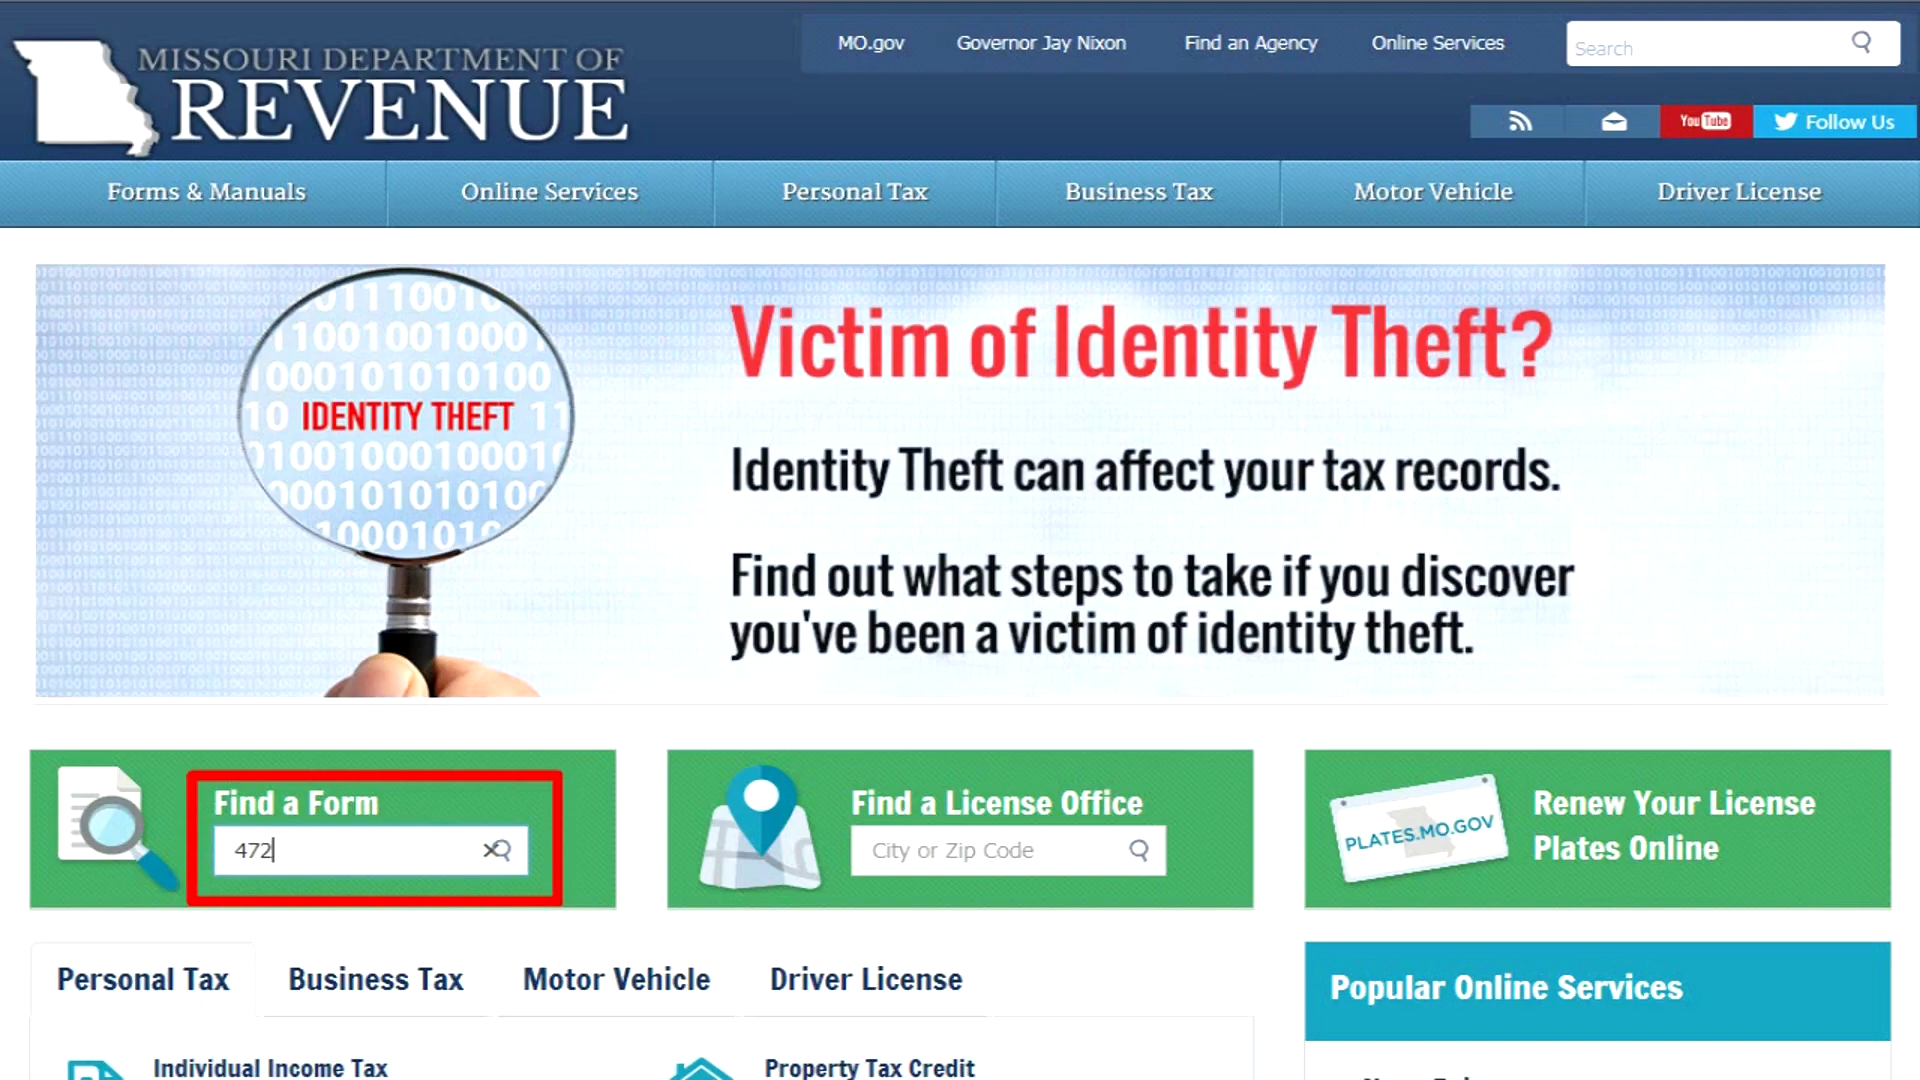 MISSOURI DEPARTMENT OF
REVENUE
MO.gov
Governor Jay Nixon
Find an Agency
Online Services
Search
YouTube
Follow Us
Forms & Manuals
Online Services
Personal Tax
Business Tax
Motor Vehicle
Driver License
IDENTITY THEFT
Victim of Identity Theft?
Identity Theft can affect your tax records.
Find out what steps to take if you discover
you've been a victim of identity theft.
Find a Form
472
Find a License Office
City or Zip Code
PLATES.MO.GOV
Renew Your License
Plates Online
Personal Tax
Business Tax
Motor Vehicle
Driver License
Popular Online Services
Individual Income Tax
Property Tax Credit